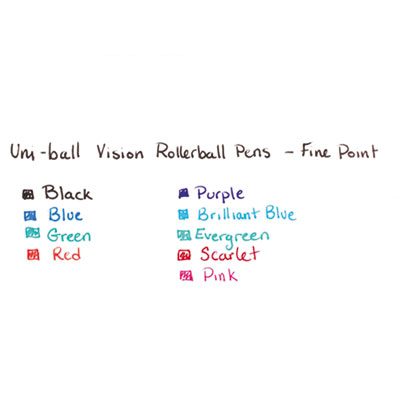 Uni-ball Vision Rollerball Pens – Fine Point
Black
Blue
Green
Red
Purple
Brilliant Blue
Evergreen
Scarlet
Pink